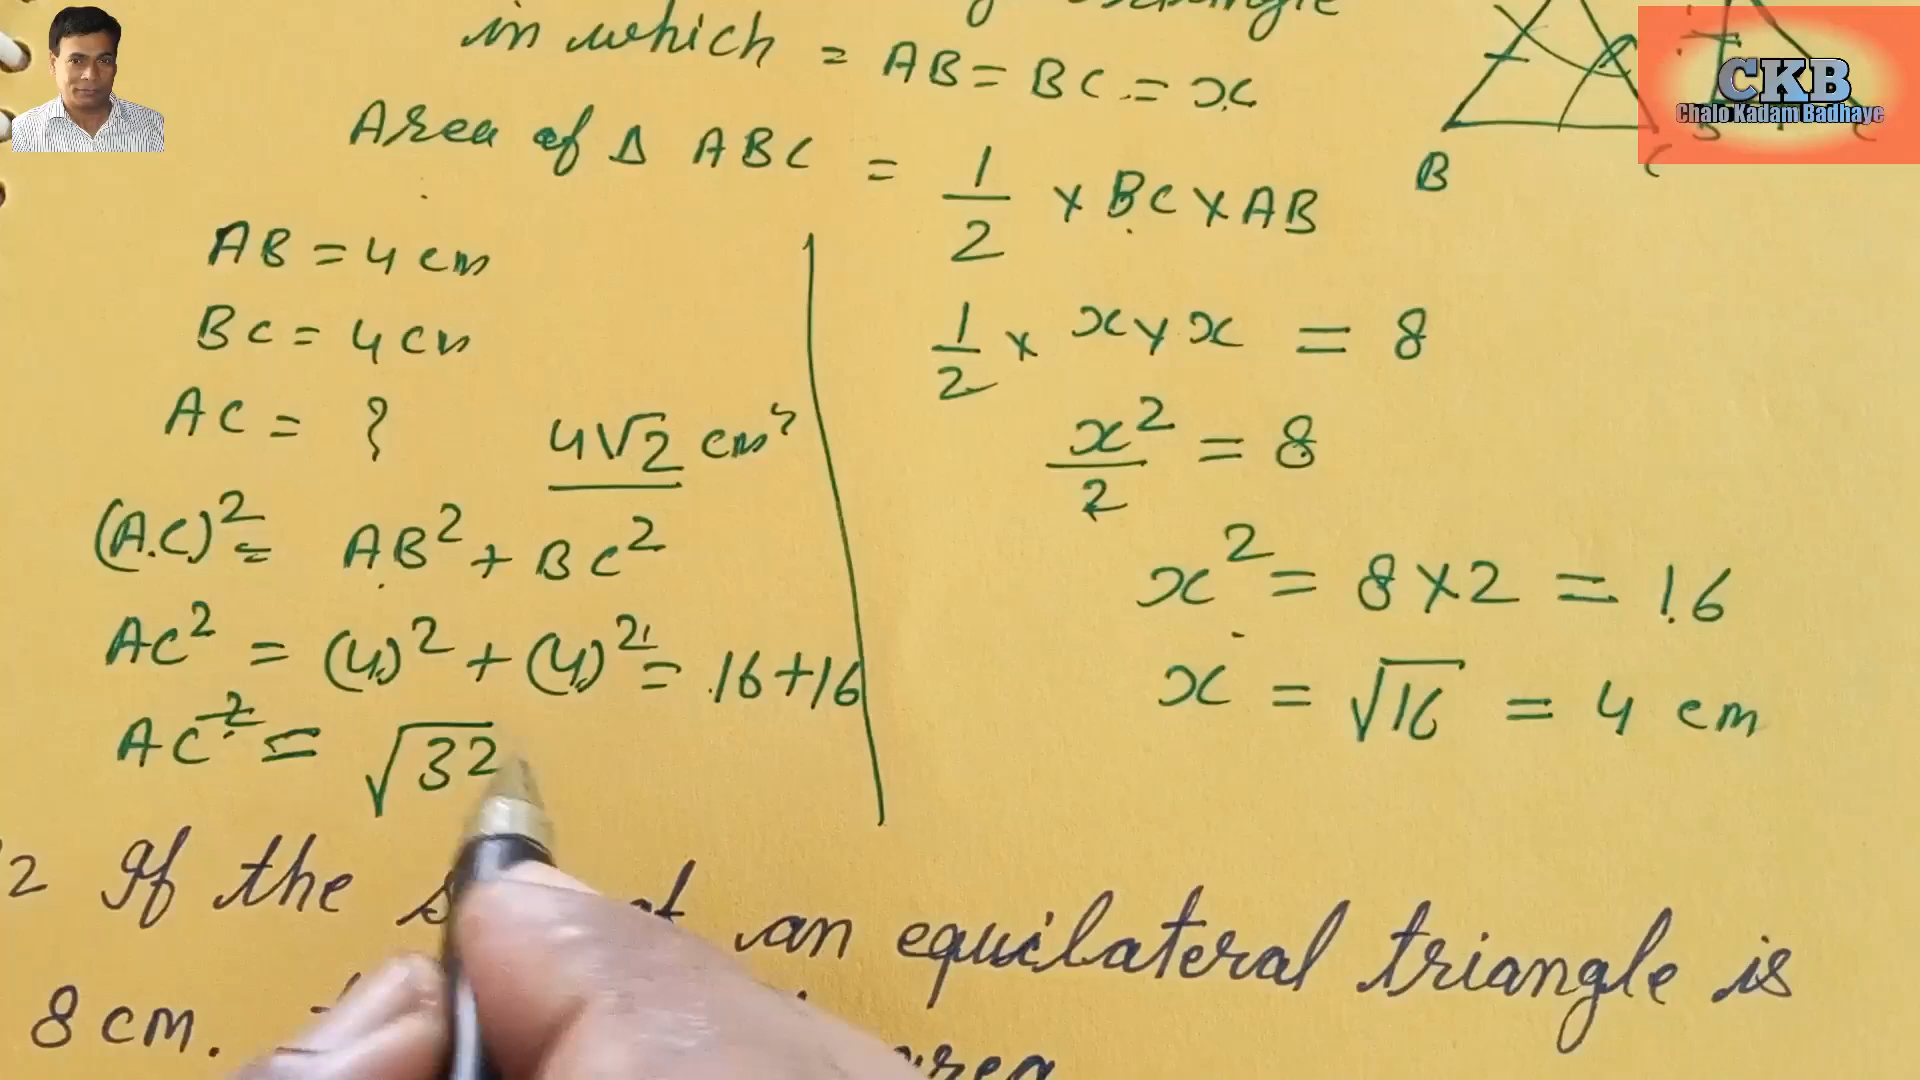 in which = AB = BC = x
Area of Δ ABC = 1/2 × BC × AB
AB = 4 cm
BC = 4 cm
AC = ?
4√2 cm
(AC)² = AB² + BC²
AC² = (4)² + (4)² = 16+16
AC² = √32
1/2 × x × x = 8
x²/2 = 8
x² = 8×2 = 16
x = √16 = 4 cm
B
C
CKB
Chalo Kadam Badhaye
2 If the an equilateral triangle is
8 cm. area